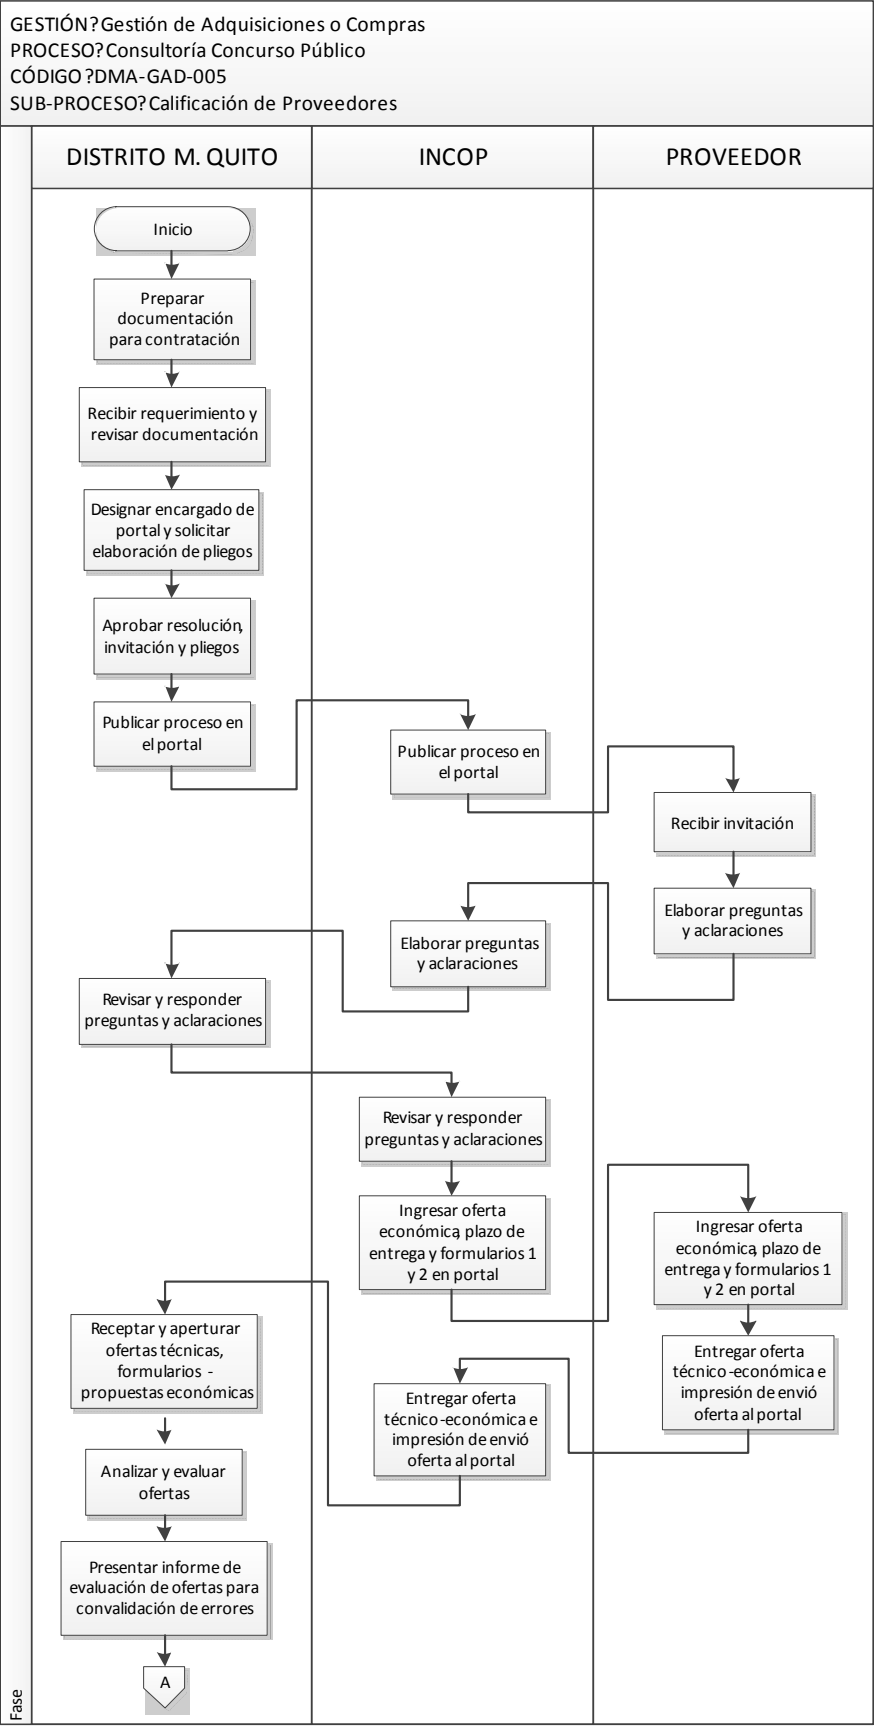 GESTIÓN?Gestión de Adquisiciones o Compras
PROCESO?Consultoría Concurso Público
CÓDIGO?DMA-GAD-005
SUB-PROCESO?Calificación de Proveedores
DISTRITO M. QUITO
INCOP
PROVEEDOR
Inicio
Preparar
documentación
para contratación
Recibir requerimiento y
revisar documentación
Designar encargado de
portal y solicitar
elaboración de pliegos
Aprobar resolución,
invitación y pliegos
Publicar proceso en
el portal
Publicar proceso en
el portal
Recibir invitación
Elaborar preguntas
y aclaraciones
Elaborar preguntas
y aclaraciones
Revisar y responder
preguntas y aclaraciones
Revisar y responder
preguntas y aclaraciones
Ingresar oferta
económica, plazo de
entrega y formularios 1
y 2 en portal
Ingresar oferta
económica, plazo de
entrega y formularios 1
y 2 en portal
Entregar oferta
técnico-económica e
impresión de envió
oferta al portal
Entregar oferta
técnico-económica e
impresión de envió
oferta al portal
Receptar y aperturar
ofertas técnicas,
formularios -
propuestas económicas
Analizar y evaluar
ofertas
Presentar informe de
evaluación de ofertas para
convalidación de errores
A
Fase